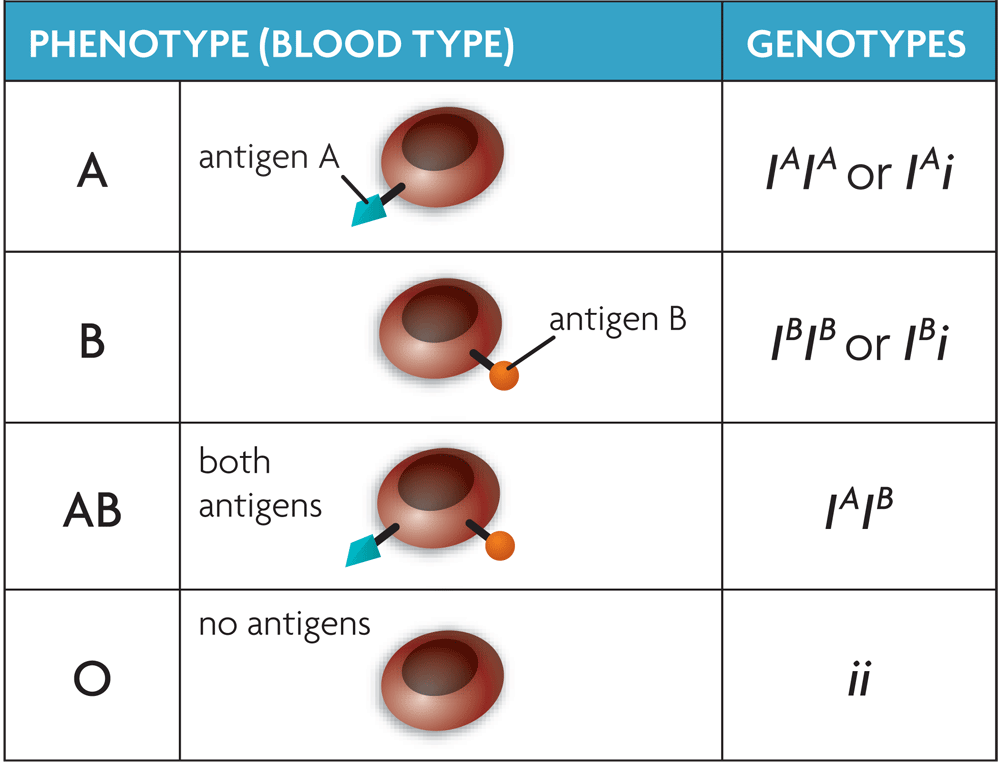 PHENOTYPE (BLOOD TYPE) GENOTYPES
A
antigen A
IᴬIᴬ or Iᴬi
B
antigen B
IᴮIᴮ or Iᴮi
AB
both
antigens
IᴬIᴮ
O
no antigens
ii